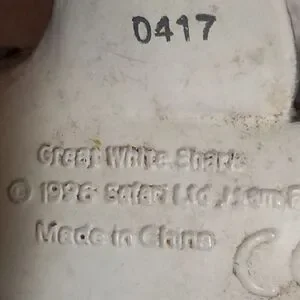 0417
Great White Shark
© 1996 Safari Ltd.
Made in China